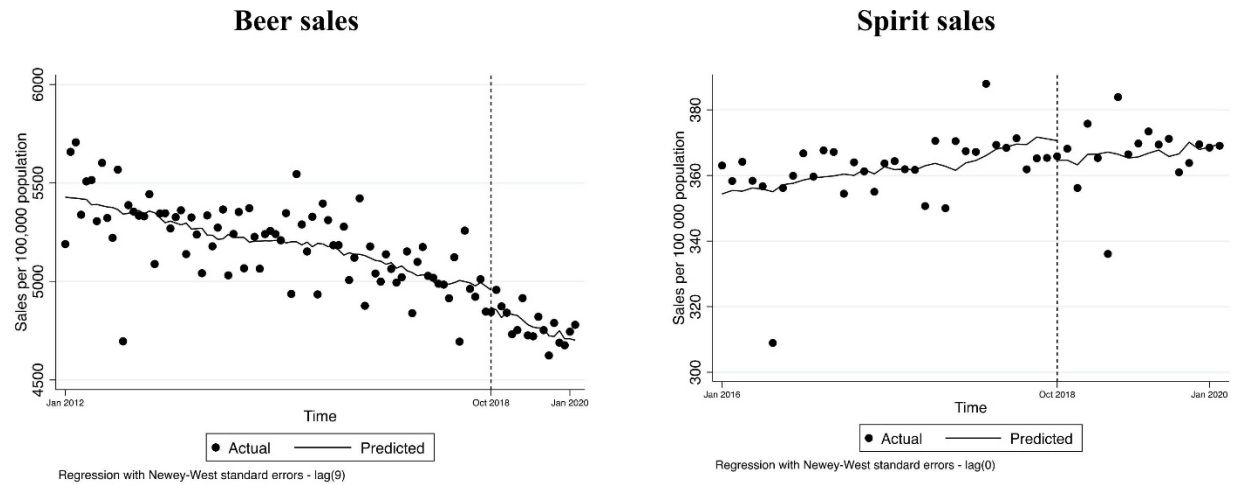 Beer sales
Sales per 100,000 population
6000
5500
5000
4500
Jan 2012
Oct 2018
Jan 2020
Time
Actual
Predicted
Regression with Newey-West standard errors - lag(9)
Spirit sales
Sales per 100 000 population
380
360
340
320
300
Jan 2016
Oct 2018
Jan 2020
Time
Actual
Predicted
Regression with Newey-West standard errors - lag(0)